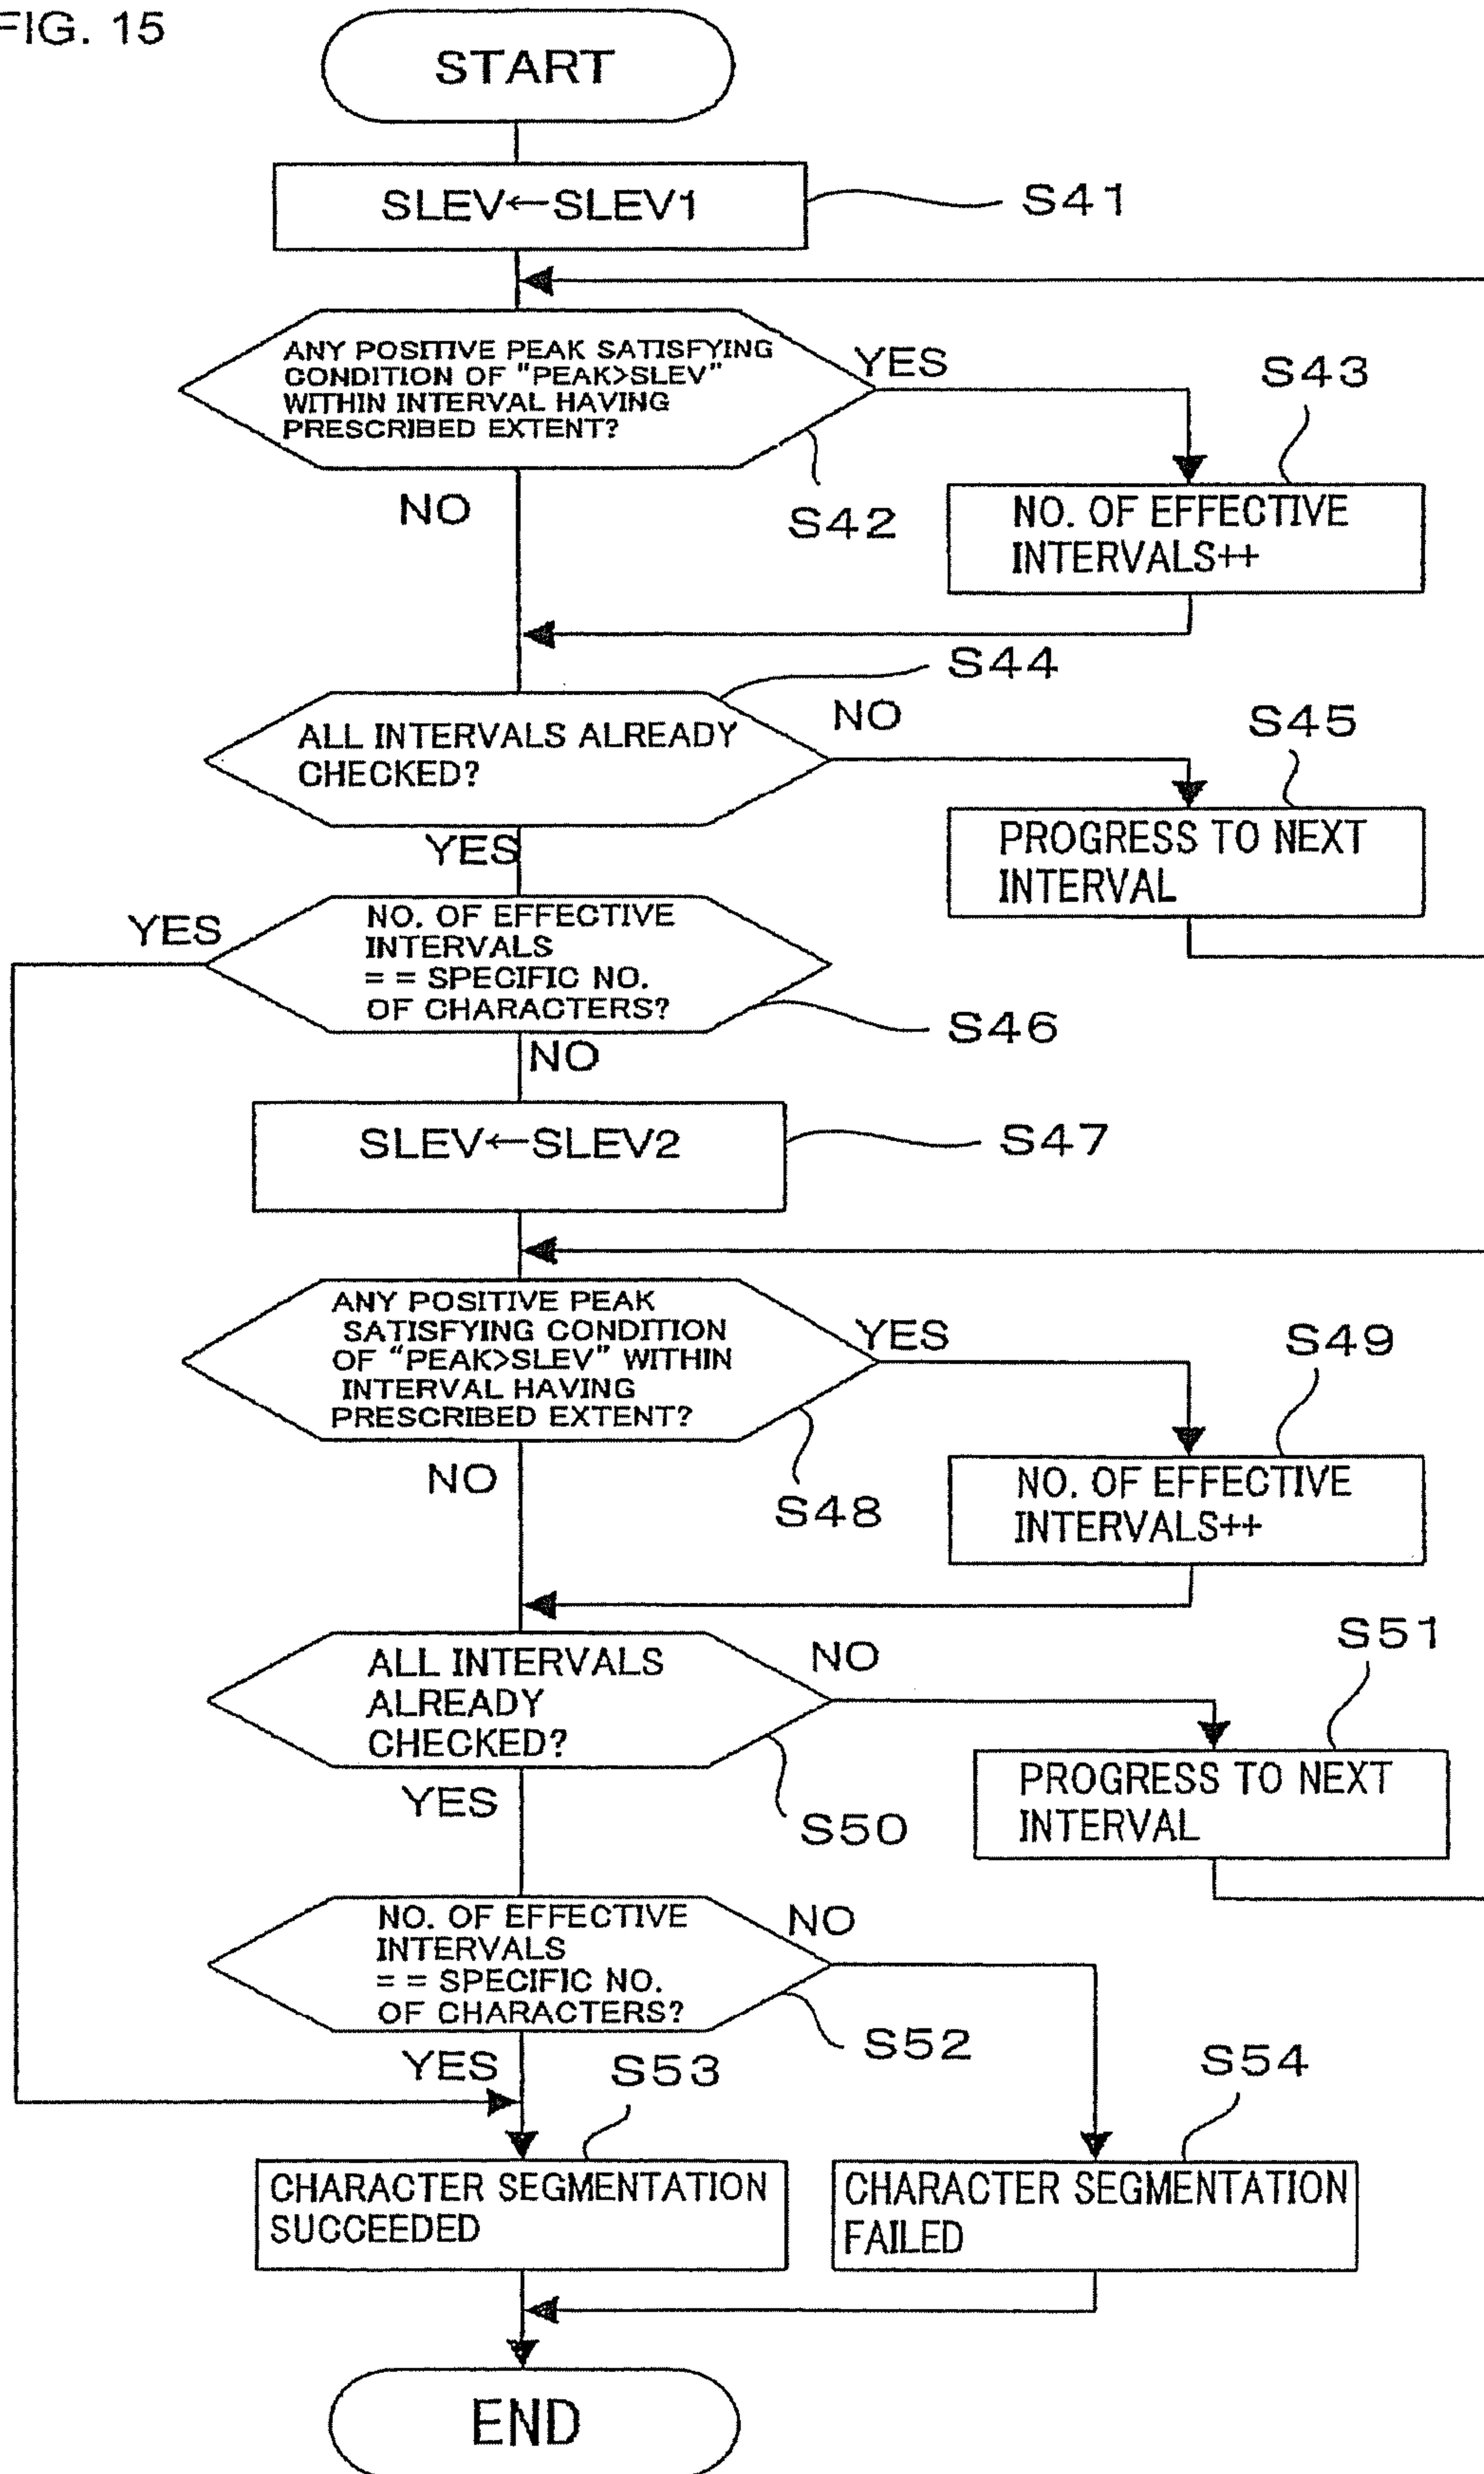 FIG. 15
START
SLEV←SLEV1
S41
ANY POSITIVE PEAK SATISFYING
CONDITION OF "PEAK>SLEV"
WITHIN INTERVAL HAVING
PRESCRIBED EXTENT?
YES
S43
NO
S42
NO. OF EFFECTIVE
INTERVALS++
S44
ALL INTERVALS ALREADY
CHECKED?
NO
S45
YES
PROGRESS TO NEXT
INTERVAL
YES
NO. OF EFFECTIVE
INTERVALS
= = SPECIFIC NO.
OF CHARACTERS?
S46
NO
SLEV←SLEV2
S47
ANY POSITIVE PEAK
SATISFYING CONDITION
OF "PEAK>SLEV" WITHIN
INTERVAL HAVING
PRESCRIBED EXTENT?
YES
S49
NO
S48
NO. OF EFFECTIVE
INTERVALS++
ALL INTERVALS
ALREADY
CHECKED?
NO
S51
YES
S50
PROGRESS TO NEXT
INTERVAL
NO. OF EFFECTIVE
INTERVALS
= = SPECIFIC NO.
OF CHARACTERS?
NO
S52
YES
S53
S54
CHARACTER SEGMENTATION
SUCCEEDED
CHARACTER SEGMENTATION
FAILED
END